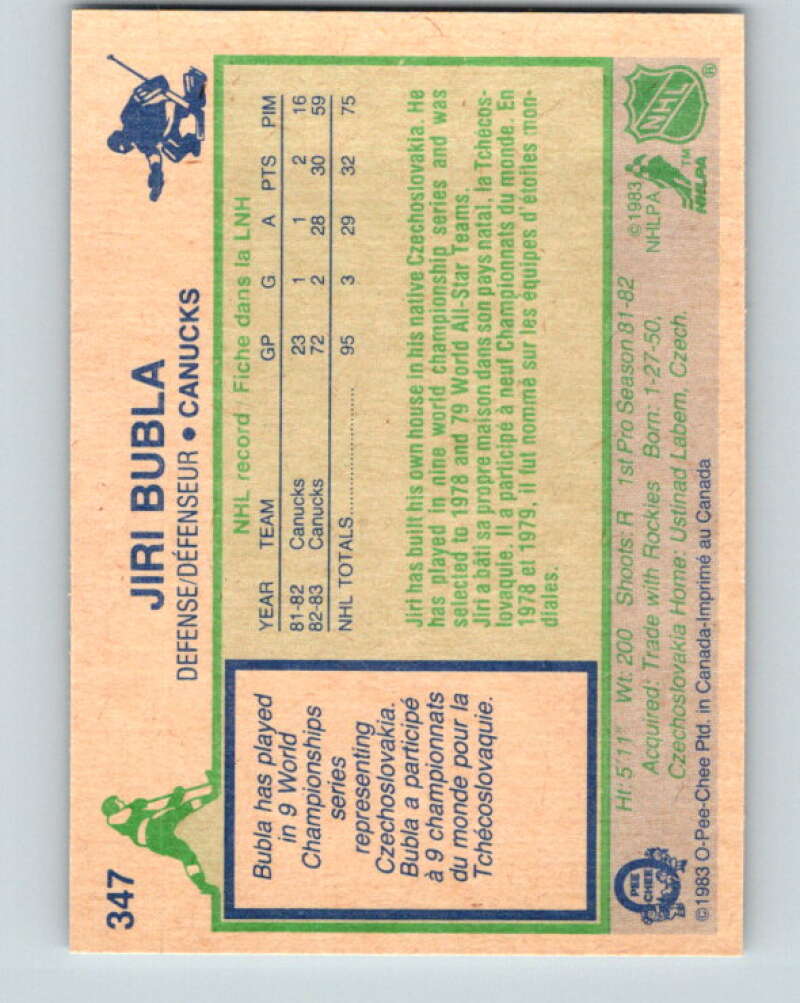 347
JIRI BUBLA
DEFENSE/DÉFENSEUR • CANUCKS
Bubla has played
in 9 World
Championships
series
representing
Czechoslovakia.
Bubla a participé
à 9 championnats
du monde pour la
Tchécoslovaquie.
NHL record / Fiche dans la LNH
YEAR TEAM GP G A PTS PIM
81-82 Canucks 23 1 1 2 16
82-83 Canucks 72 2 28 30 59
NHL TOTALS 95 3 29 32 75
Jiri has built his own house in his native Czechoslovakia. He
has played in nine world championship series and was
selected to 1978 and 79 World All-Star Teams.
Jiri a bâti sa propre maison dans son pays natal, la Tchécos-
lovaquie. Il a participé à neuf Championnats du monde. En
1978 et 1979, il fut nommé sur les équipes d'étoiles mon-
diales.
Ht: 5'11" Wt: 200 Shoots: R 1st Pro Season 81-82
Acquired: Trade with Rockies Born: 1-27-50,
Czechoslovakia Home: Ustinad Labem, Czech.
©1983
NHLPA
NHLPA
TM
NHL
®
O
PEE
CHEE
©1983 O-Pee-Chee Ptd. in Canada-Imprimé au Canada